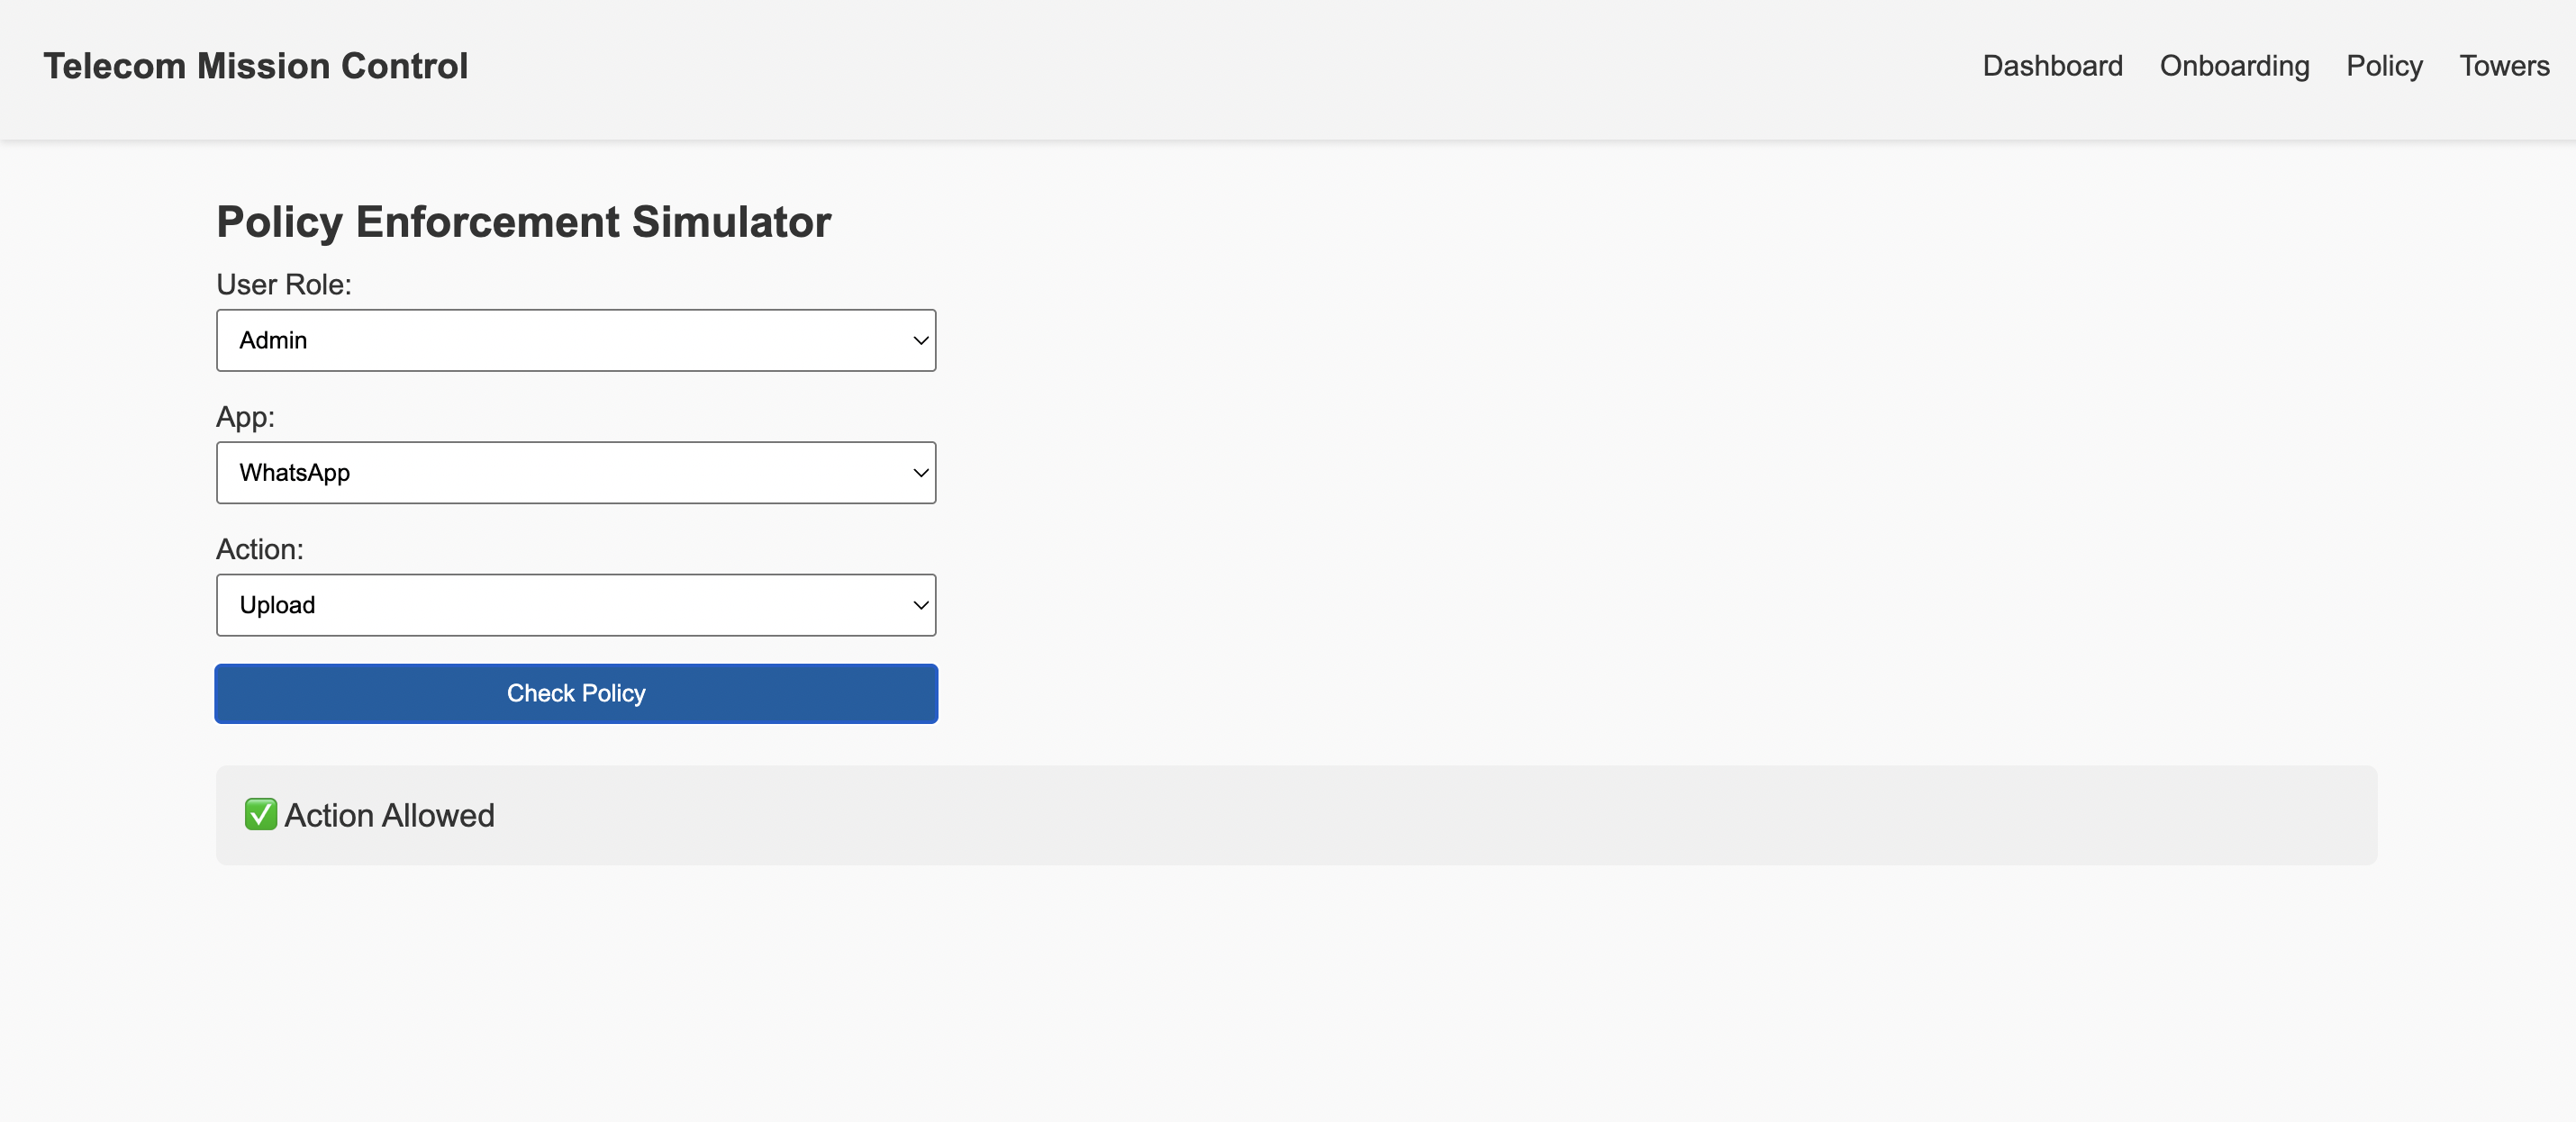 Telecom Mission Control
Dashboard Onboarding Policy Towers
Policy Enforcement Simulator
User Role:
Admin
App:
WhatsApp
Action:
Upload
Check Policy
✅ Action Allowed